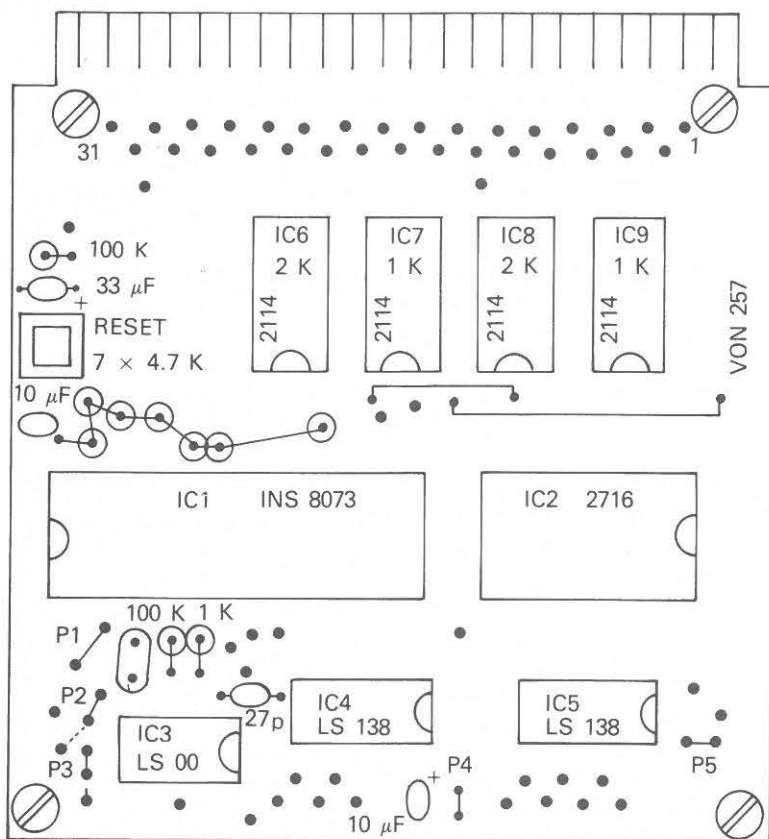 31
1
100 K
33 µF
+
RESET
7 × 4.7 K
10 µF
IC6
2 K
2114
IC7
1 K
2114
IC8
2 K
2114
IC9
1 K
2114
VON 257
IC1 INS 8073
IC2 2716
100 K 1 K
P1
P2
P3
27p
IC3
LS 00
IC4
LS 138
IC5
LS 138
10 µF
+
P4
P5